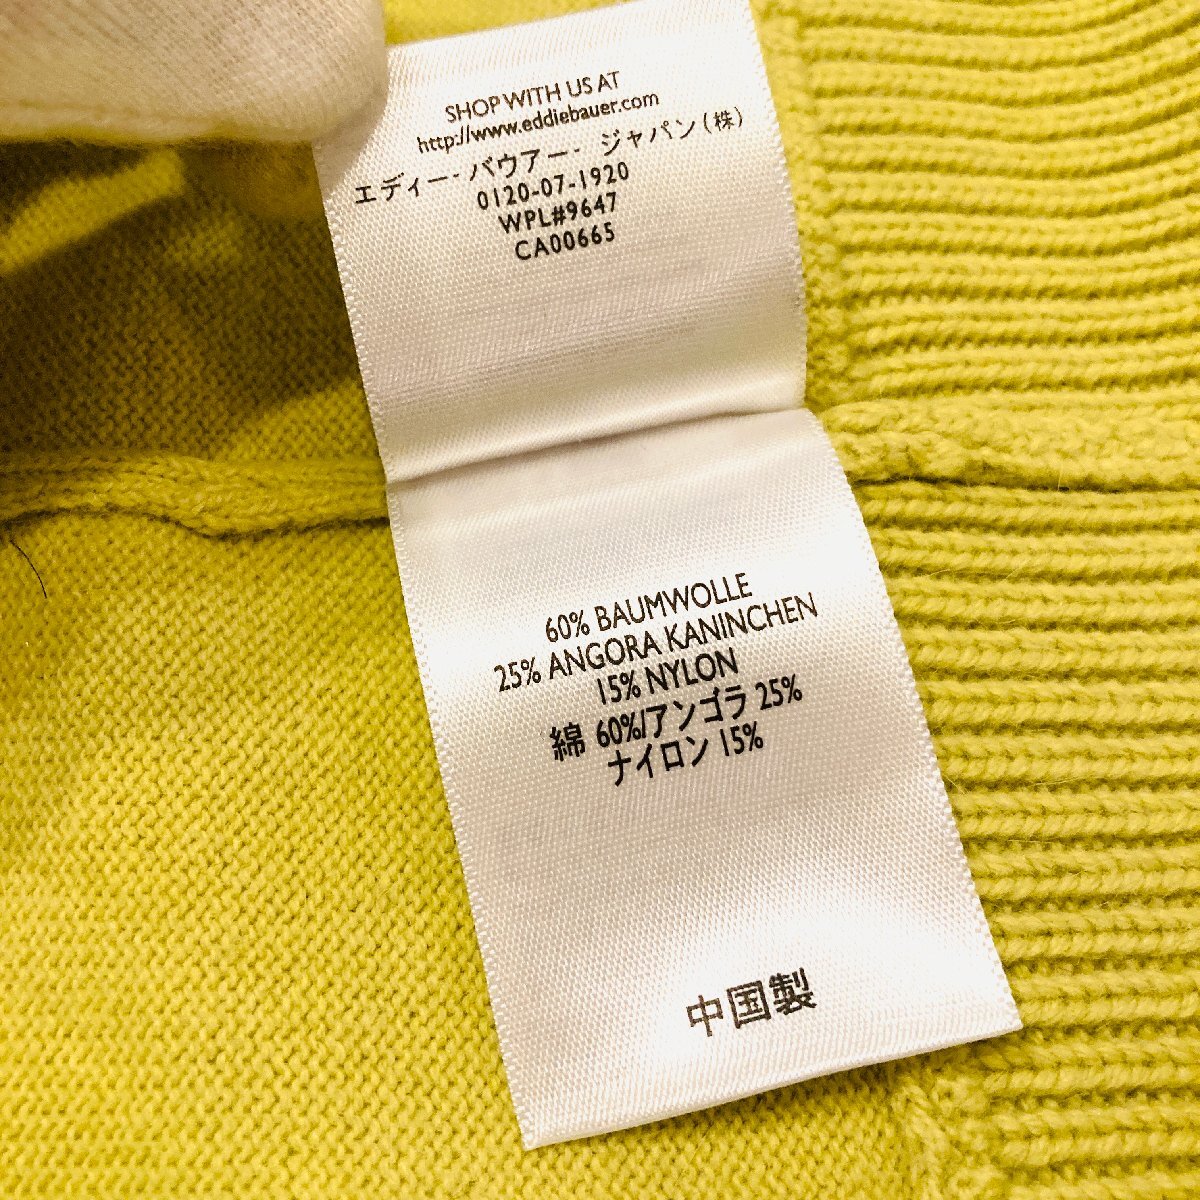 SHOP WITH US AT
http://www.eddiebauer.com
エディー-バウアー- ジャパン(株)
0120-07-1920
WPL#9647
CA00665
60% BAUMWOLLE
25% ANGORA KANINCHEN
15% NYLON
綿 60%/アンゴラ 25%
ナイロン 15%
中国製